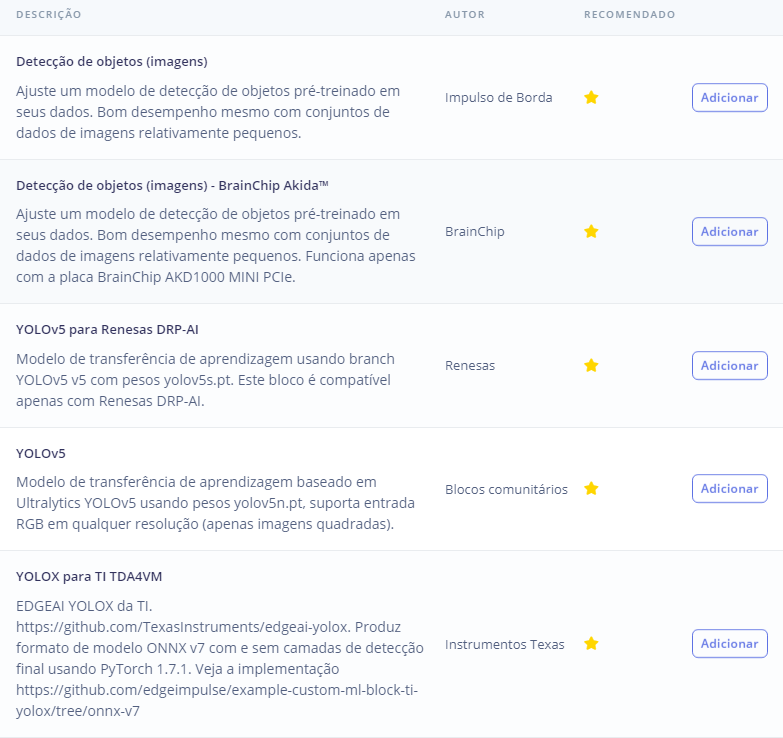 DESCRIÇÃO AUTOR RECOMENDADO
Detecção de objetos (imagens)
Ajuste um modelo de detecção de objetos pré-treinado em
seus dados. Bom desempenho mesmo com conjuntos de
dados de imagens relativamente pequenos.
Impulso de Borda
Adicionar
Detecção de objetos (imagens) - BrainChip Akida™
Ajuste um modelo de detecção de objetos pré-treinado em
seus dados. Bom desempenho mesmo com conjuntos de
dados de imagens relativamente pequenos. Funciona apenas
com a placa BrainChip AKD1000 MINI PCIe.
BrainChip
Adicionar
YOLOv5 para Renesas DRP-AI
Modelo de transferência de aprendizagem usando branch
YOLOv5 v5 com pesos yolov5s.pt. Este bloco é compatível
apenas com Renesas DRP-AI.
Renesas
Adicionar
YOLOv5
Modelo de transferência de aprendizagem baseado em
Ultralytics YOLOv5 usando pesos yolov5n.pt, suporta entrada
RGB em qualquer resolução (apenas imagens quadradas).
Blocos comunitários
Adicionar
YOLOX para TI TDA4VM
EDGEAI YOLOX da TI.
https://github.com/TexasInstruments/edgeai-yolox. Produz
formato de modelo ONNX v7 com e sem camadas de detecção
final usando PyTorch 1.7.1. Veja a implementação
https://github.com/edgeimpulse/example-custom-ml-block-ti-
yolox/tree/onnx-v7
Instrumentos Texas
Adicionar